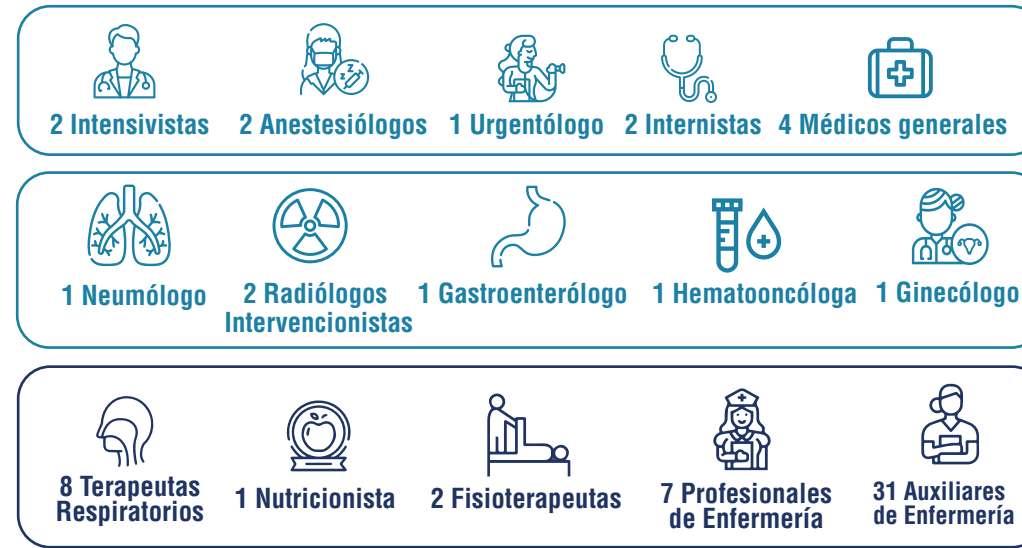 2 Intensivistas
2 Anestesiólogos
1 Urgentólogo
2 Internistas
4 Médicos generales
1 Neumólogo
2 Radiólogos
Intervencionistas
1 Gastroenterólogo
1 Hematooncóloga
1 Ginecólogo
8 Terapeutas
Respiratorios
1 Nutricionista
2 Fisioterapeutas
7 Profesionales
de Enfermería
31 Auxiliares
de Enfermería